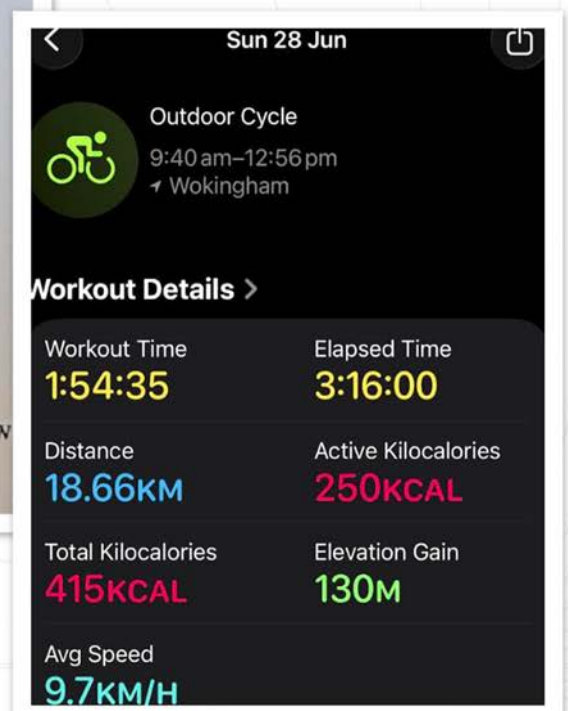 Sun 28 Jun
Outdoor Cycle
9:40 am–12:56 pm
Wokingham
Workout Details >
Workout Time Elapsed Time
1:54:35 3:16:00
Distance Active Kilocalories
18.66KM 250KCAL
Total Kilocalories Elevation Gain
415KCAL 130M
Avg Speed
9.7KM/H